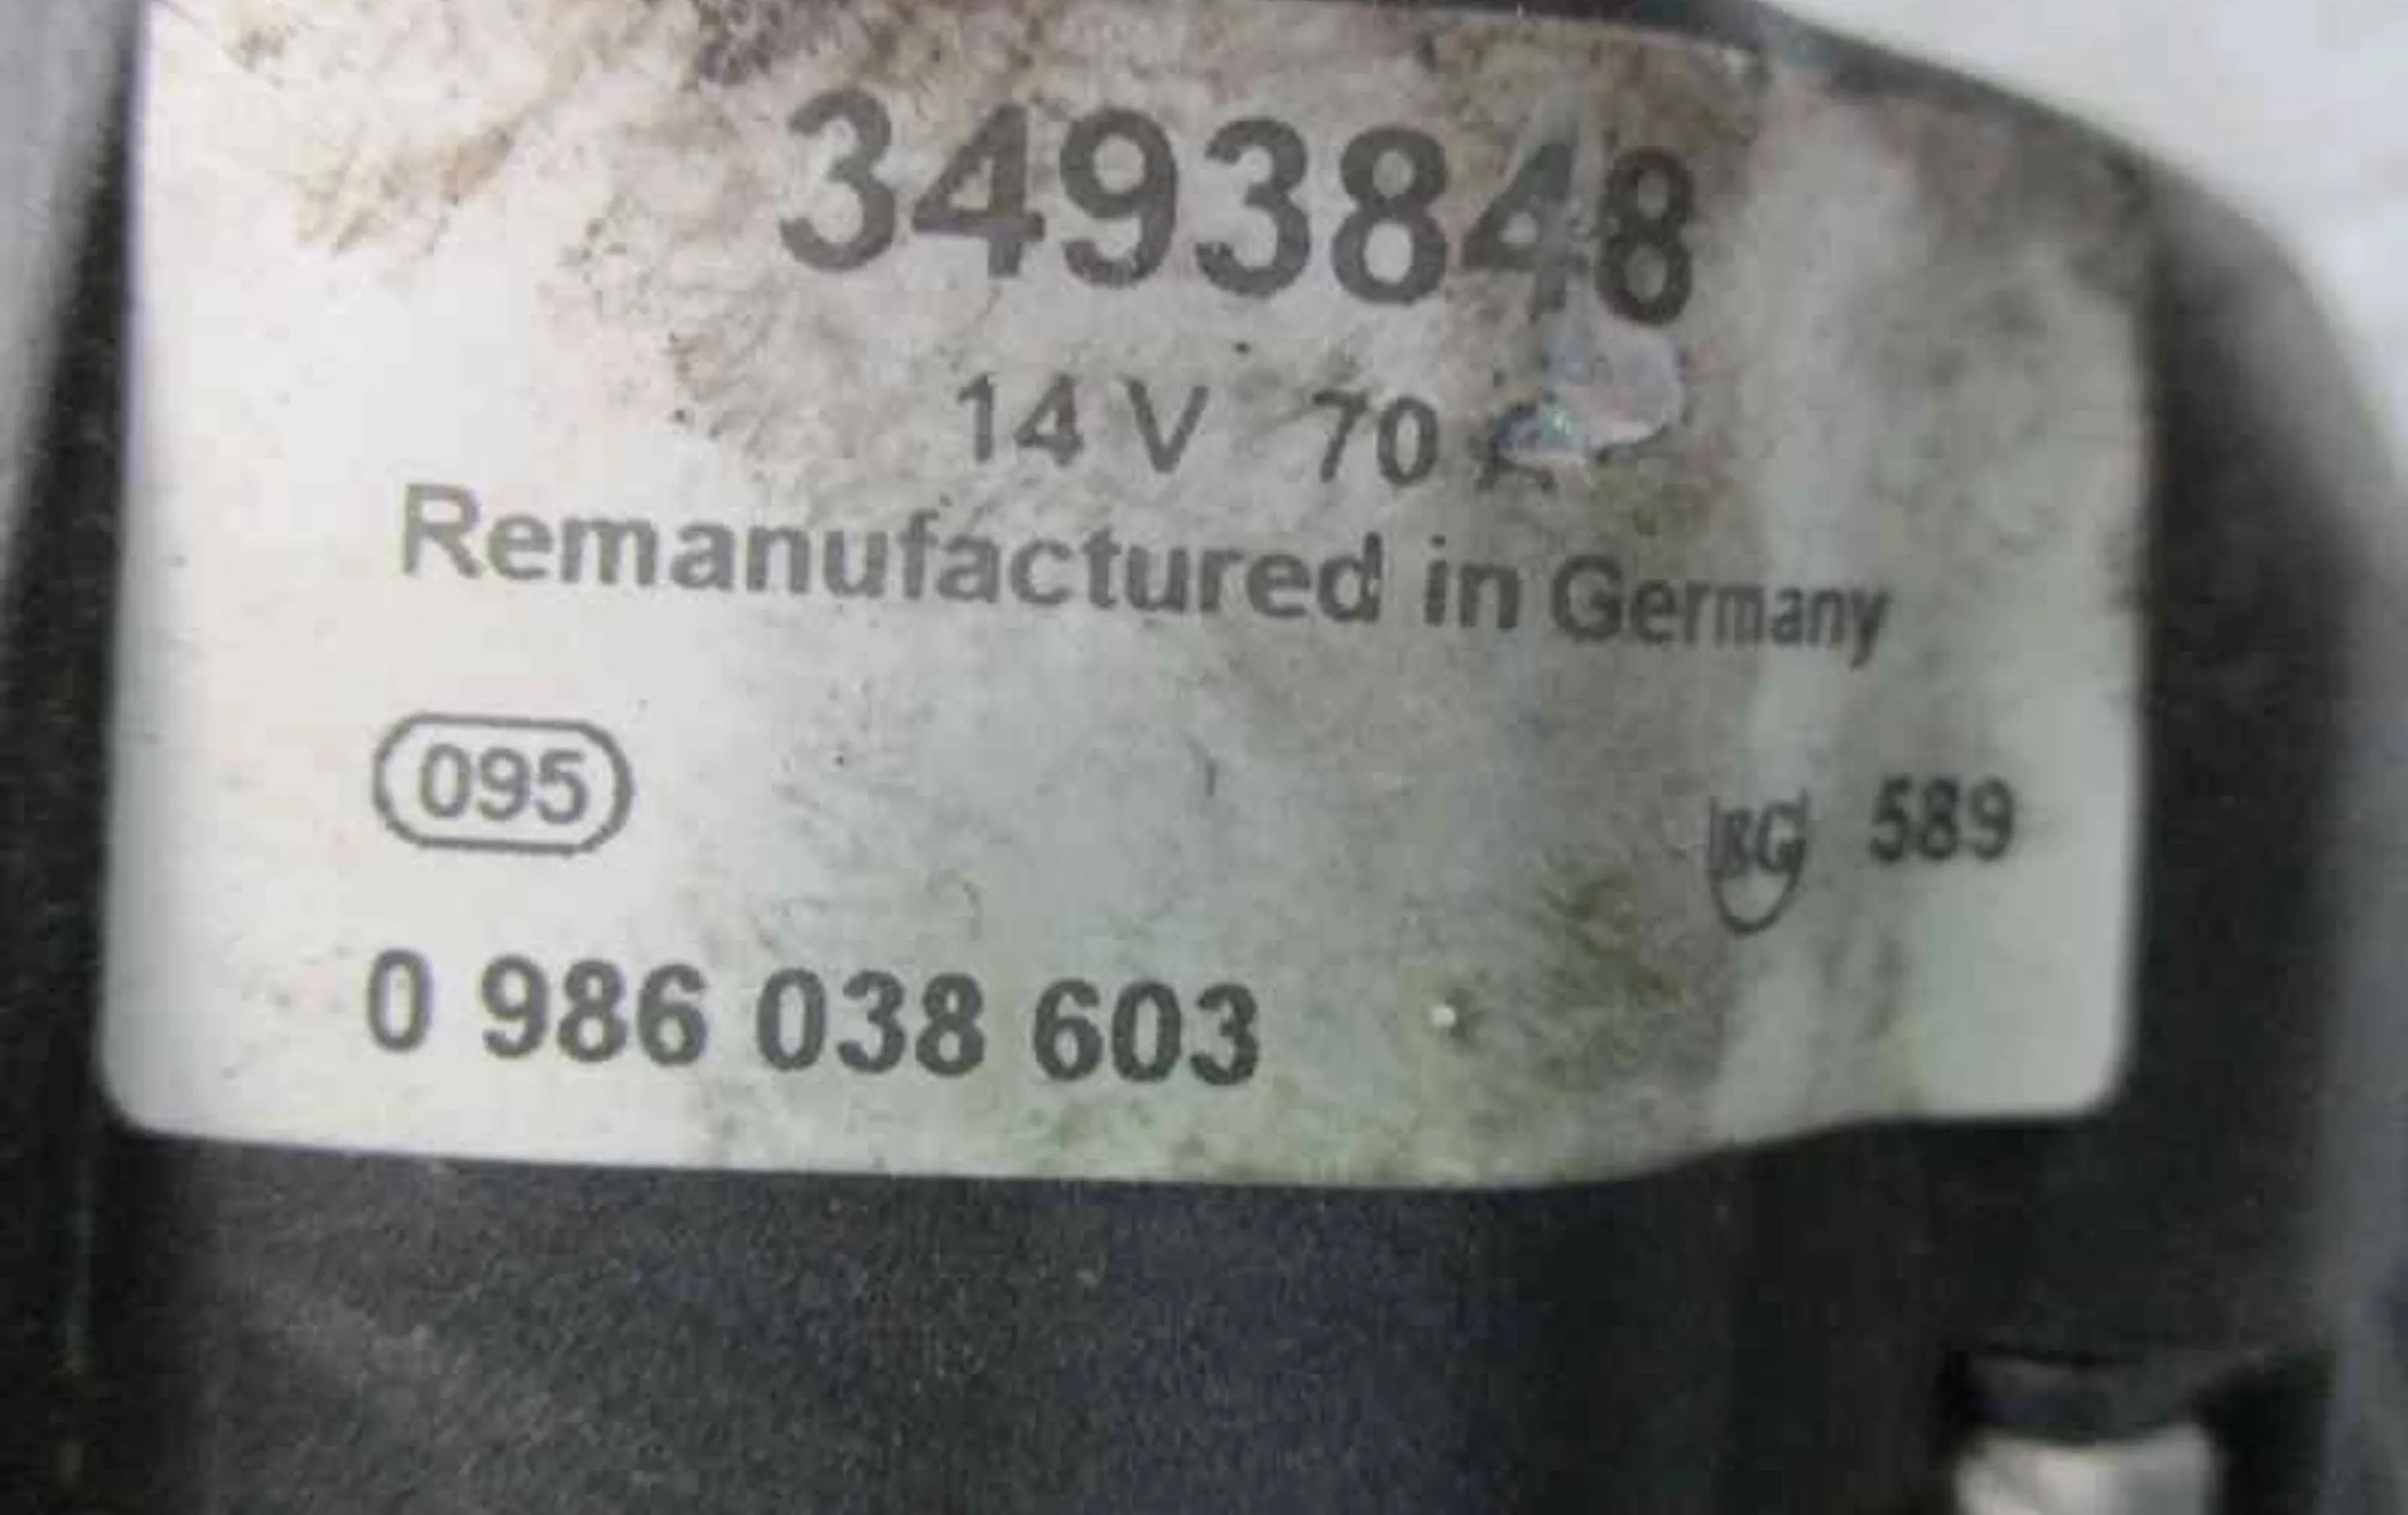 3493848
14 V 70 A
Remanufactured in Germany
095
589
0 986 038 603